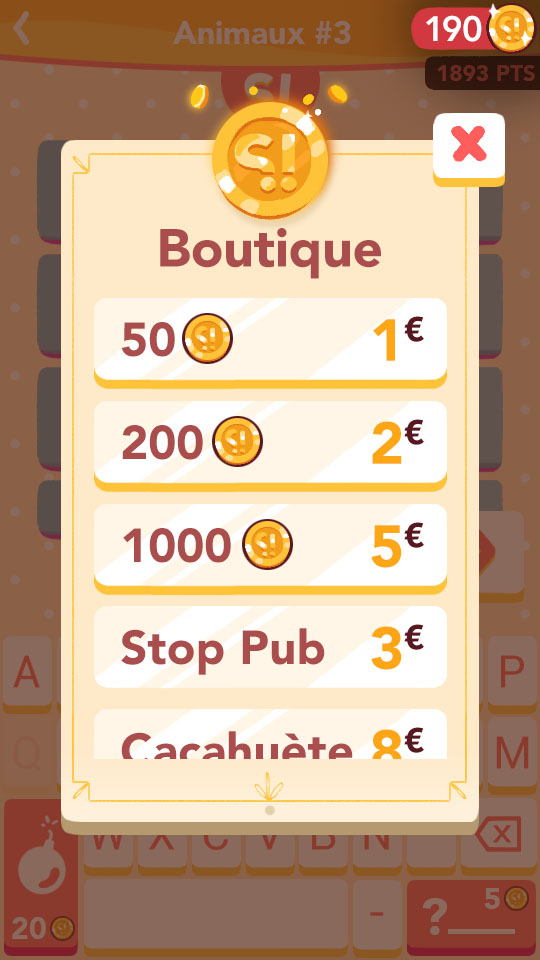 Animaux #3
190
1893 PTS
Boutique
50 1€
200 2€
1000 5€
Stop Pub 3€
Cacahuète 8€
A P
Q M
W X C V B N
20
-
? 5